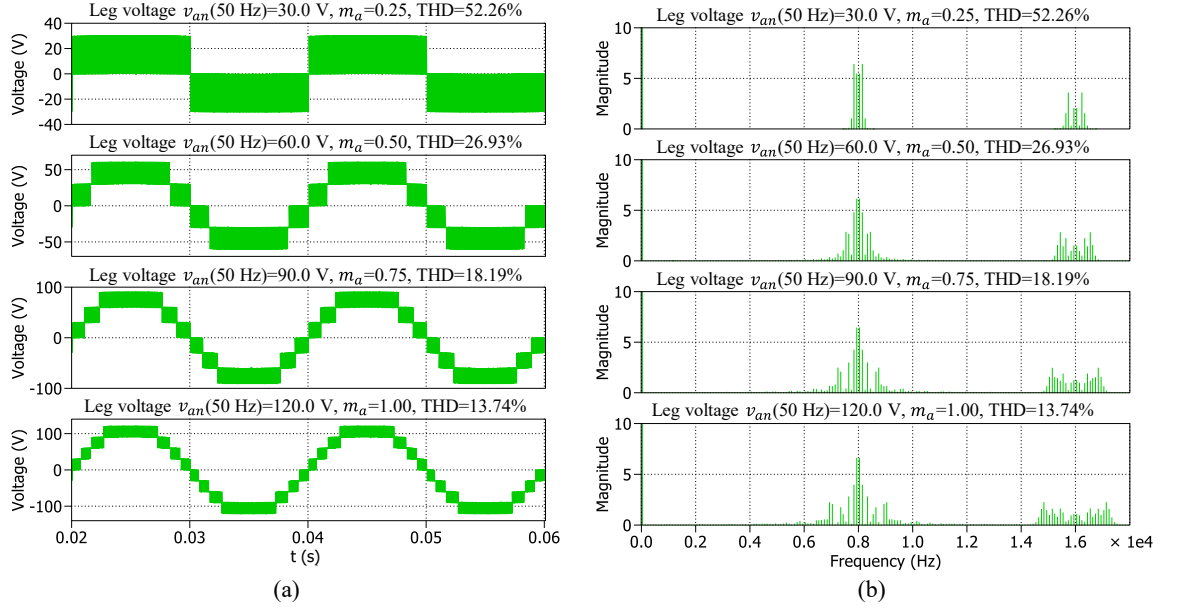 Leg voltage v_an(50 Hz)=30.0 V, m_a=0.25, THD=52.26%
Voltage (V)
40
20
0
-20
-40
Leg voltage v_an(50 Hz)=60.0 V, m_a=0.50, THD=26.93%
Voltage (V)
50
0
-50
Leg voltage v_an(50 Hz)=90.0 V, m_a=0.75, THD=18.19%
Voltage (V)
100
0
-100
Leg voltage v_an(50 Hz)=120.0 V, m_a=1.00, THD=13.74%
Voltage (V)
100
0
-100
0.02 0.03 0.04 0.05 0.06
t (s)
(a)
Leg voltage v_an(50 Hz)=30.0 V, m_a=0.25, THD=52.26%
Magnitude
10
5
0
Leg voltage v_an(50 Hz)=60.0 V, m_a=0.50, THD=26.93%
Magnitude
10
5
0
Leg voltage v_an(50 Hz)=90.0 V, m_a=0.75, THD=18.19%
Magnitude
10
5
0
Leg voltage v_an(50 Hz)=120.0 V, m_a=1.00, THD=13.74%
Magnitude
10
5
0
0.0 0.2 0.4 0.6 0.8 1.0 1.2 1.4 1.6 × 1e4
Frequency (Hz)
(b)